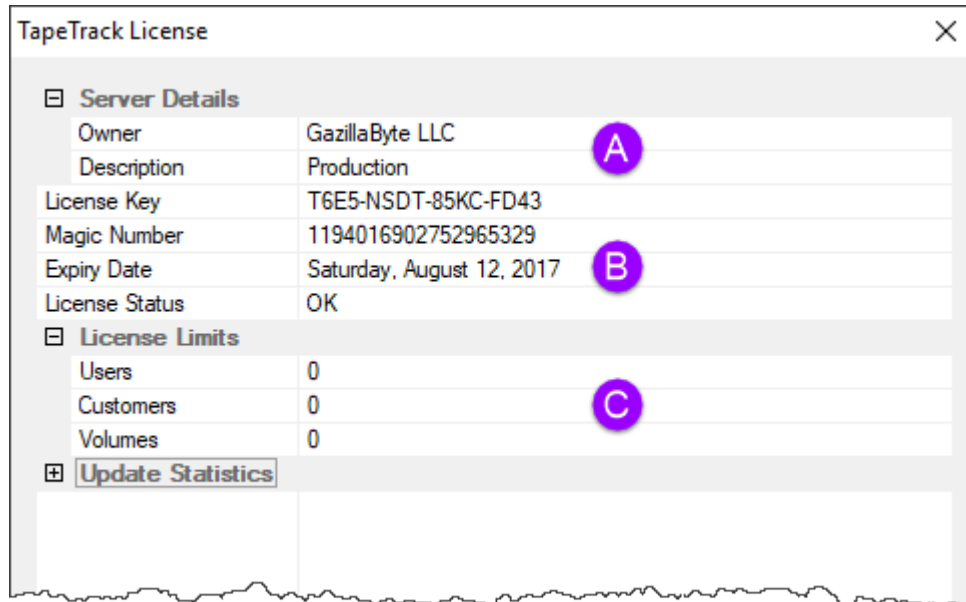 TapeTrack License
Server Details
Owner GazillaByte LLC
A
Description Production
License Key T6E5-NSDT-85KC-FD43
Magic Number 1194016902752965329
Expiry Date Saturday, August 12, 2017 B
License Status OK
License Limits
Users 0
Customers 0 C
Volumes 0
Update Statistics